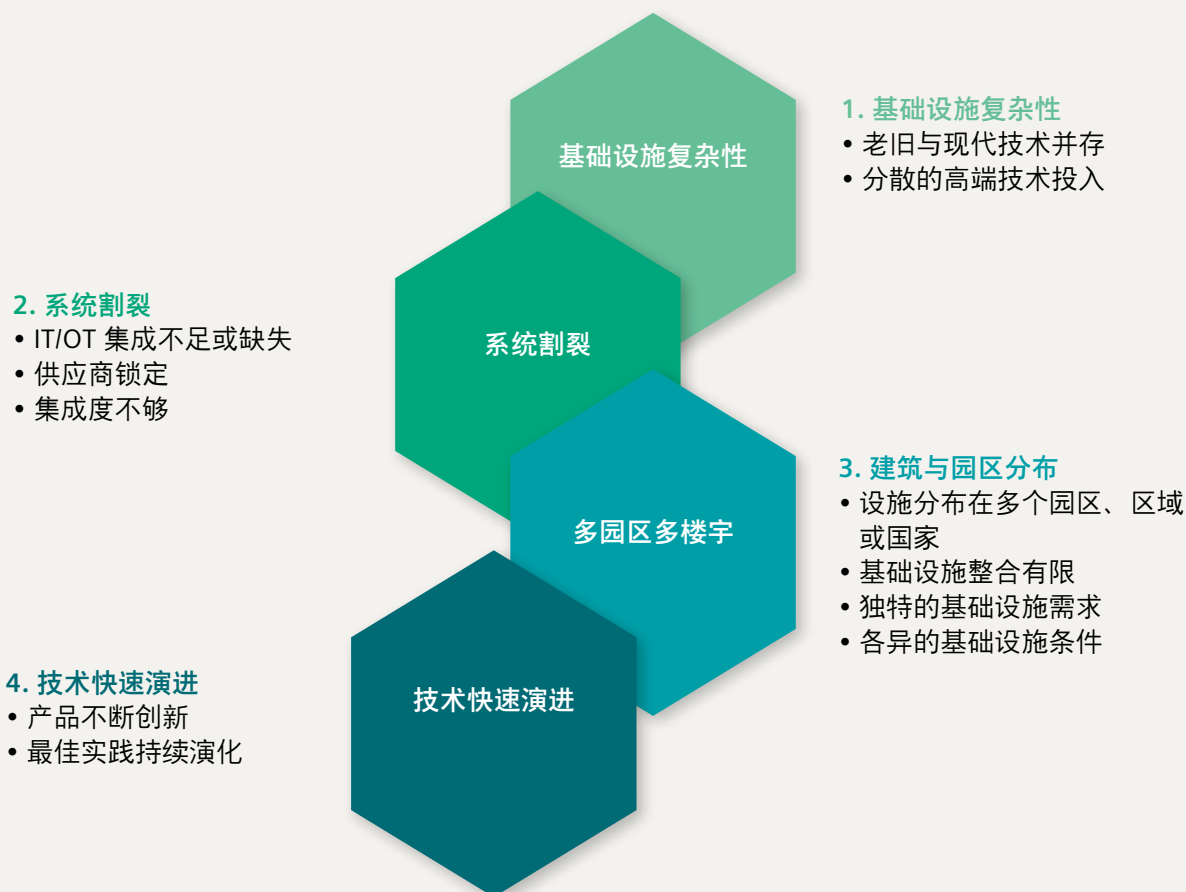 基础设施复杂性
1. 基础设施复杂性
• 老旧与现代技术并存
• 分散的高端技术投入
2. 系统割裂
• IT/OT 集成不足或缺失
• 供应商锁定
• 集成度不够
系统割裂
多园区多楼宇
3. 建筑与园区分布
• 设施分布在多个园区、区域
或国家
• 基础设施整合有限
• 独特的基础设施需求
• 各异的基础设施条件
4. 技术快速演进
• 产品不断创新
• 最佳实践持续演化
技术快速演进